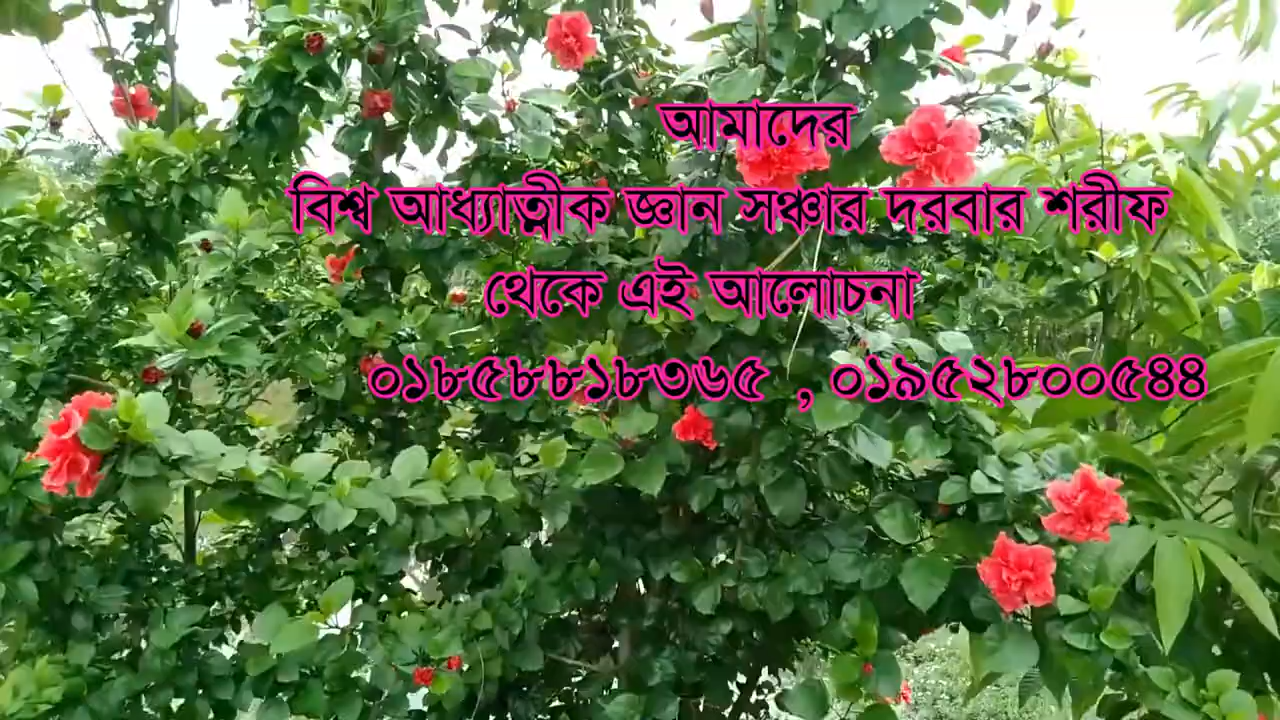 আমাদের
বিশ্ব আধ্যাত্নীক জ্ঞান সঞ্চার দরবার শরীফ
থেকে এই আলোচনা
০১৮৫৮৮১৮৩৬৫ , ০১৯৫২৮০০৫৪৪